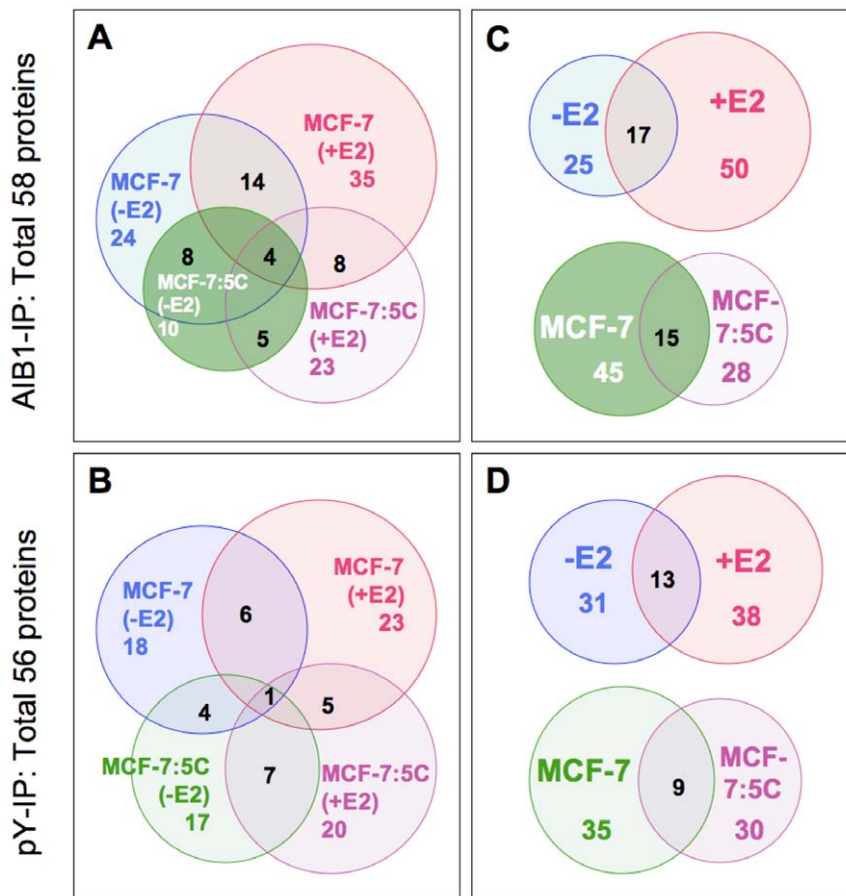 AIB1-IP: Total 58 proteins
A
MCF-7
(+E2)
35
MCF-7
(-E2)
24
14
8
4
8
MCF-7:5C
(-E2)
10
5
MCF-7:5C
(+E2)
23
C
-E2
25
17
+E2
50
MCF-7
45
15
MCF-
7:5C
28
pY-IP: Total 56 proteins
B
MCF-7
(-E2)
18
6
MCF-7
(+E2)
23
4
1
5
MCF-7:5C
(-E2)
17
7
MCF-7:5C
(+E2)
20
D
-E2
31
13
+E2
38
MCF-7
35
9
MCF-
7:5C
30